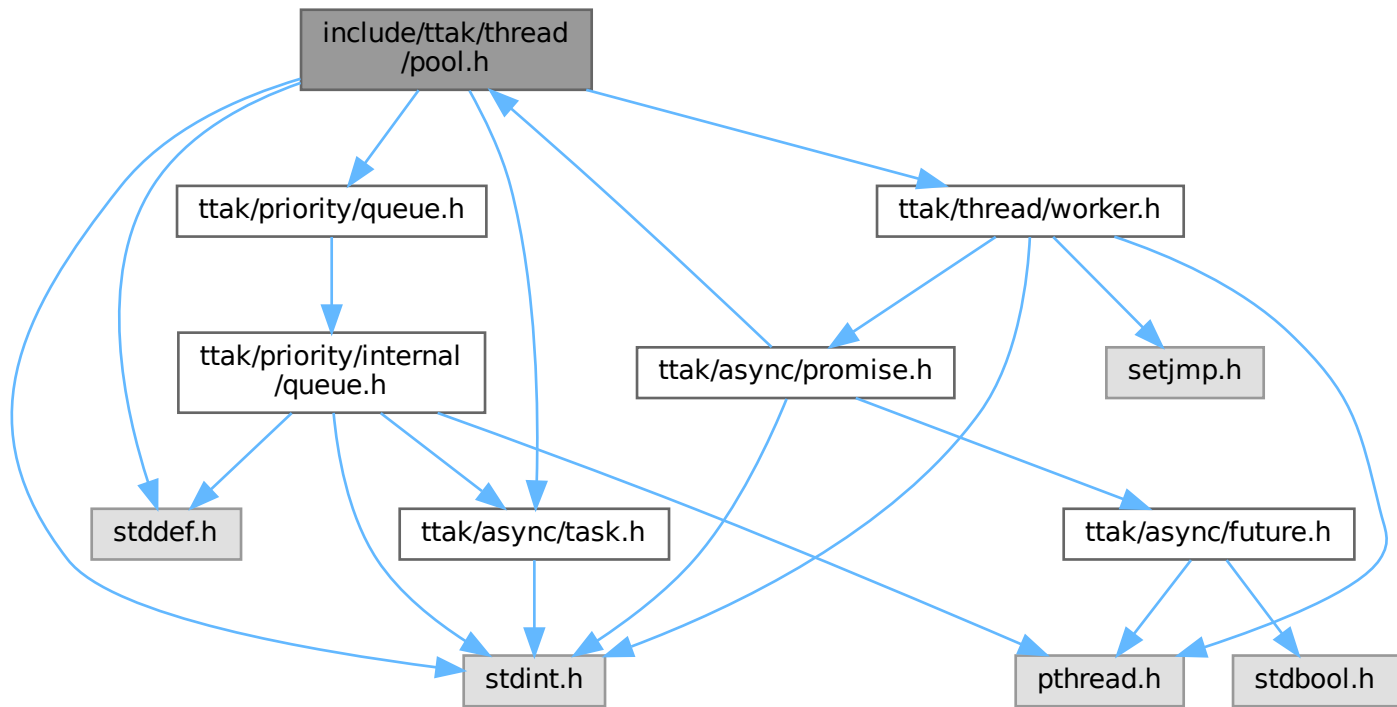 include/ttak/thread
/pool.h
ttak/priority/queue.h
ttak/thread/worker.h
ttak/priority/internal
/queue.h
ttak/async/promise.h
setjmp.h
stddef.h
ttak/async/task.h
ttak/async/future.h
stdint.h
pthread.h
stdbool.h